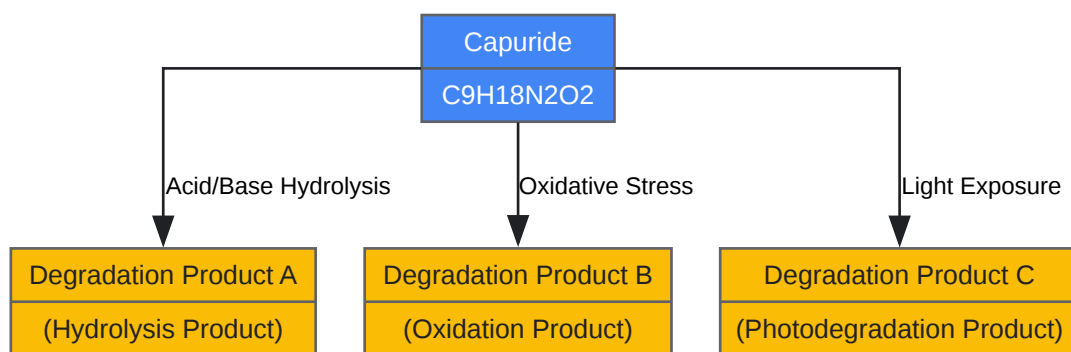 Capuride
C9H18N2O2
Acid/Base Hydrolysis
Oxidative Stress
Light Exposure
Degradation Product A
(Hydrolysis Product)
Degradation Product B
(Oxidation Product)
Degradation Product C
(Photodegradation Product)